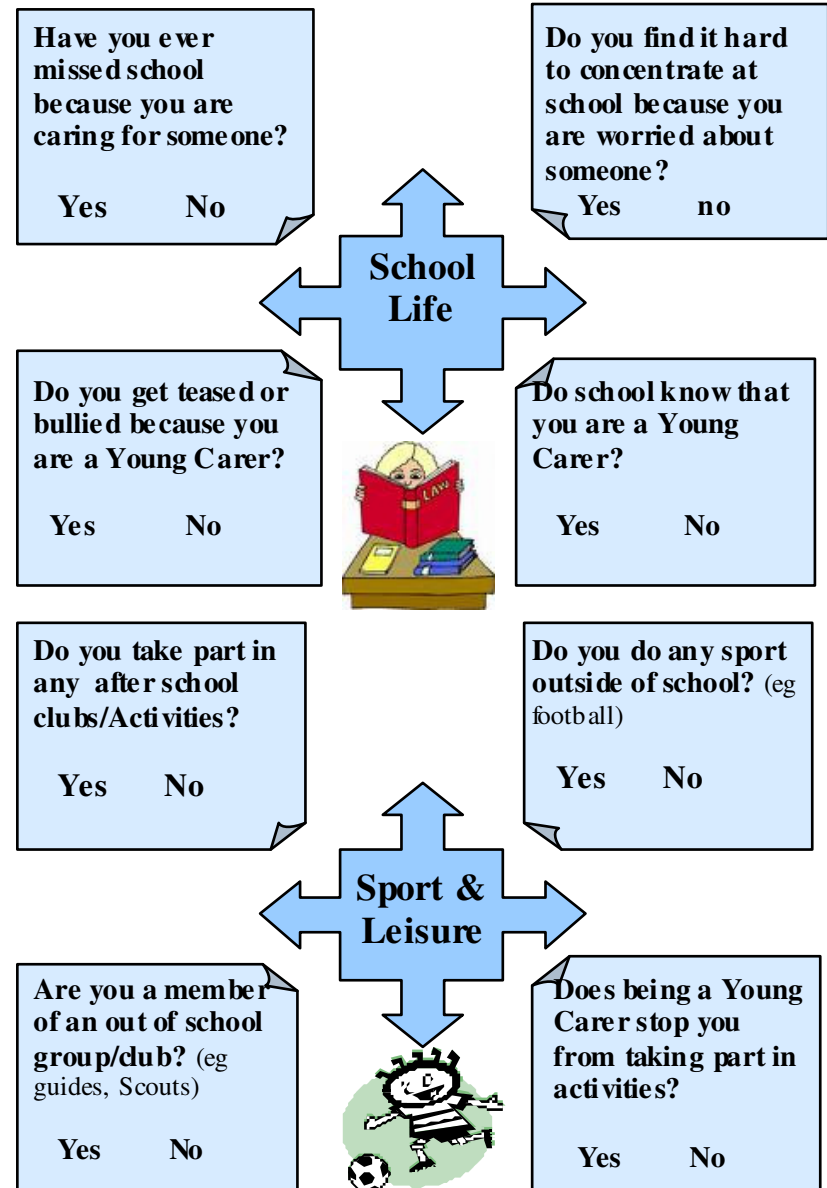 Have you ever
missed school
because you are
caring for someone?
Yes No
Do you find it hard
to concentrate at
school because you
are worried about
someone?
Yes no
School
Life
Do you get teased or
bullied because you
are a Young Carer?
Yes No
LAW
Do school know that
you are a Young
Carer?
Yes No
Do you take part in
any after school
clubs/Activities?
Yes No
Do you do any sport
outside of school? (eg
football)
Yes No
Sport &
Leisure
Are you a member
of an out of school
group/club? (eg
guides, Scouts)
Yes No
Does being a Young
Carer stop you
from taking part in
activities?
Yes No